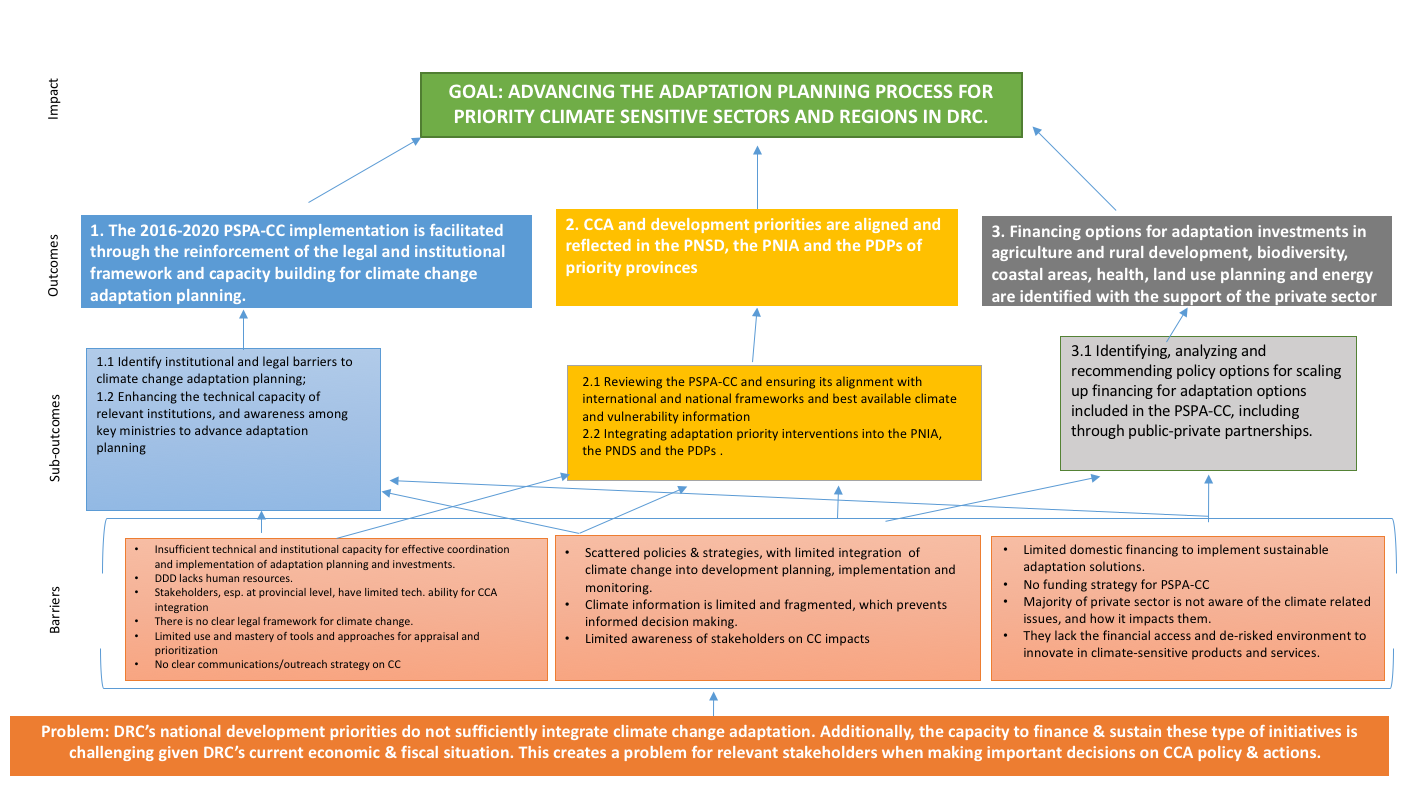 Impact
GOAL: ADVANCING THE ADAPTATION PLANNING PROCESS FOR
PRIORITY CLIMATE SENSITIVE SECTORS AND REGIONS IN DRC.
Outcomes
1. The 2016-2020 PSPA-CC implementation is facilitated
through the reinforcement of the legal and institutional
framework and capacity building for climate change
adaptation planning.
2. CCA and development priorities are aligned and
reflected in the PNSD, the PNIA and the PDPs of
priority provinces
3. Financing options for adaptation investments in
agriculture and rural development, biodiversity,
coastal areas, health, land use planning and energy
are identified with the support of the private sector
Sub-outcomes
1.1 Identify institutional and legal barriers to
climate change adaptation planning;
1.2 Enhancing the technical capacity of
relevant institutions, and awareness among
key ministries to advance adaptation
planning
2.1 Reviewing the PSPA-CC and ensuring its alignment with
international and national frameworks and best available climate
and vulnerability information
2.2 Integrating adaptation priority interventions into the PNIA,
the PNDS and the PDPs .
3.1 Identifying, analyzing and
recommending policy options for scaling
up financing for adaptation options
included in the PSPA-CC, including
through public-private partnerships.
Barriers
• Insufficient technical and institutional capacity for effective coordination
and implementation of adaptation planning and investments.
• DDD lacks human resources.
• Stakeholders, esp. at provincial level, have limited tech. ability for CCA
integration
• There is no clear legal framework for climate change.
• Limited use and mastery of tools and approaches for appraisal and
prioritization
• No clear communications/outreach strategy on CC
• Scattered policies & strategies, with limited integration of
climate change into development planning, implementation and
monitoring.
• Climate information is limited and fragmented, which prevents
informed decision making.
• Limited awareness of stakeholders on CC impacts
• Limited domestic financing to implement sustainable
adaptation solutions.
• No funding strategy for PSPA-CC
• Majority of private sector is not aware of the climate related
issues, and how it impacts them.
• They lack the financial access and de-risked environment to
innovate in climate-sensitive products and services.
Problem: DRC’s national development priorities do not sufficiently integrate climate change adaptation. Additionally, the capacity to finance & sustain these type of initiatives is
challenging given DRC’s current economic & fiscal situation. This creates a problem for relevant stakeholders when making important decisions on CCA policy & actions.